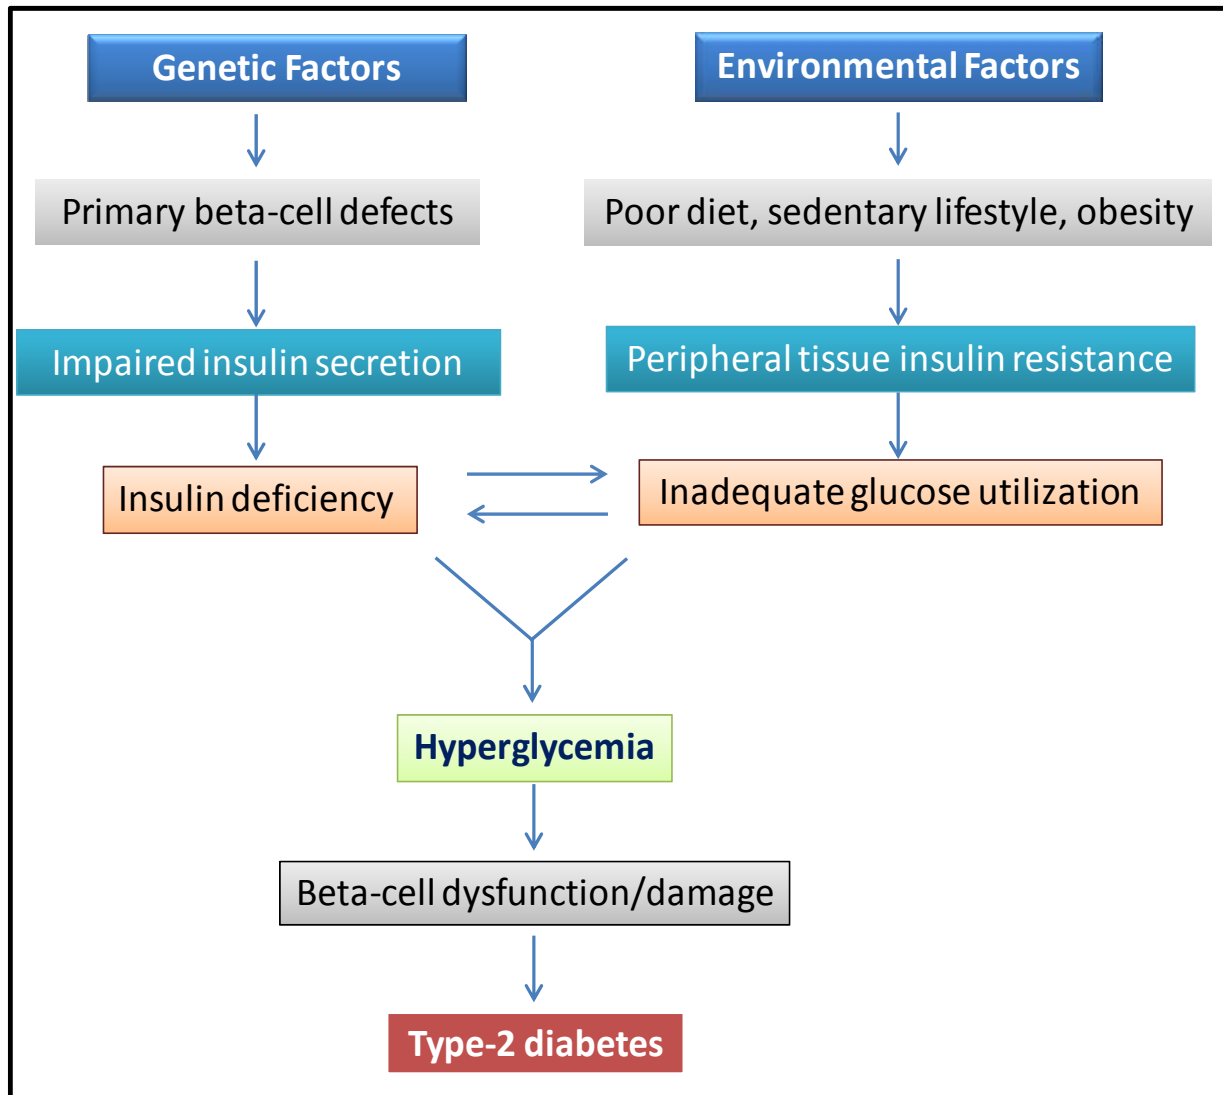 Genetic Factors
Environmental Factors
Primary beta-cell defects
Poor diet, sedentary lifestyle, obesity
Impaired insulin secretion
Peripheral tissue insulin resistance
Insulin deficiency
Inadequate glucose utilization
Hyperglycemia
Beta-cell dysfunction/damage
Type-2 diabetes